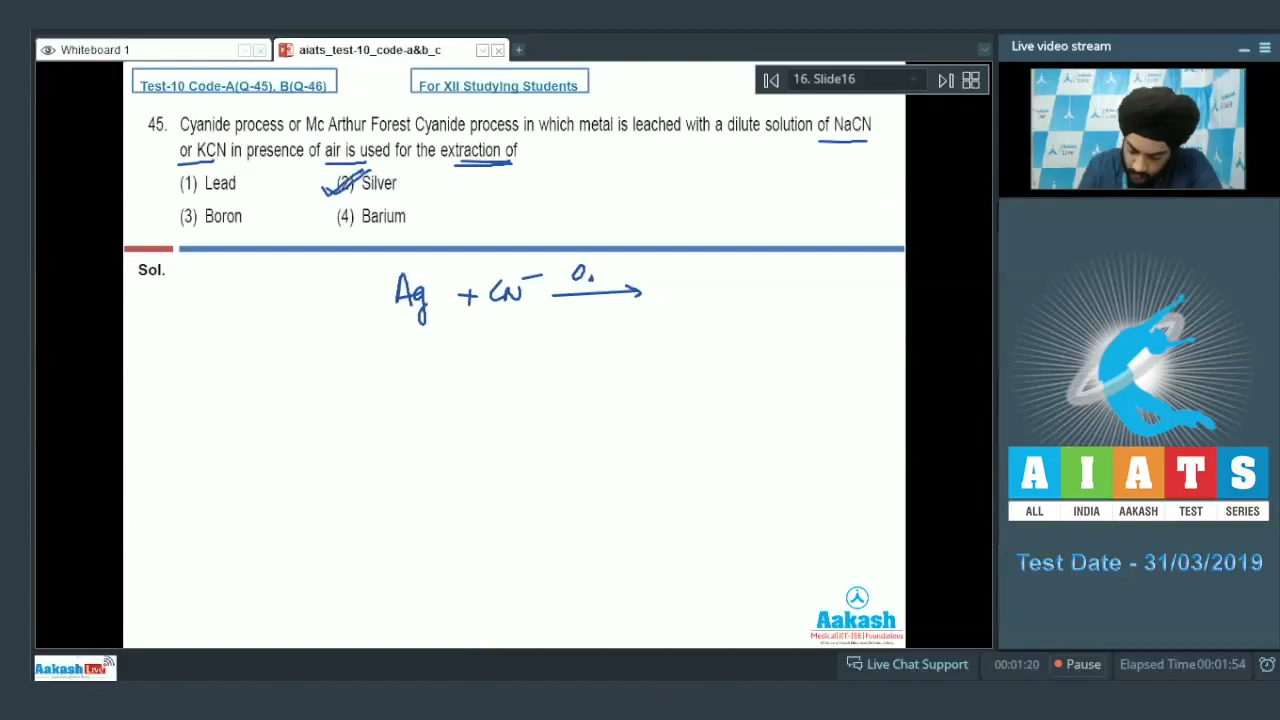 Whiteboard 1
aiats_test-10_code-a&b_c
Live video stream
Test-10 Code-A(Q-45), B(Q-46)
For XII Studying Students
16. Slide16
45. Cyanide process or Mc Arthur Forest Cyanide process in which metal is leached with a dilute solution of NaCN
or KCN in presence of air is used for the extraction of
(1) Lead
(2) Silver
(3) Boron
(4) Barium
Sol.
Ag + CN⁻ O. →
AIATS
ALL INDIA AAKASH TEST SERIES
Test Date - 31/03/2019
Aakash
Medical|IIT-JEE|Foundations
Aakash Live
Live Chat Support
00:01:20
Pause
Elapsed Time 00:01:54